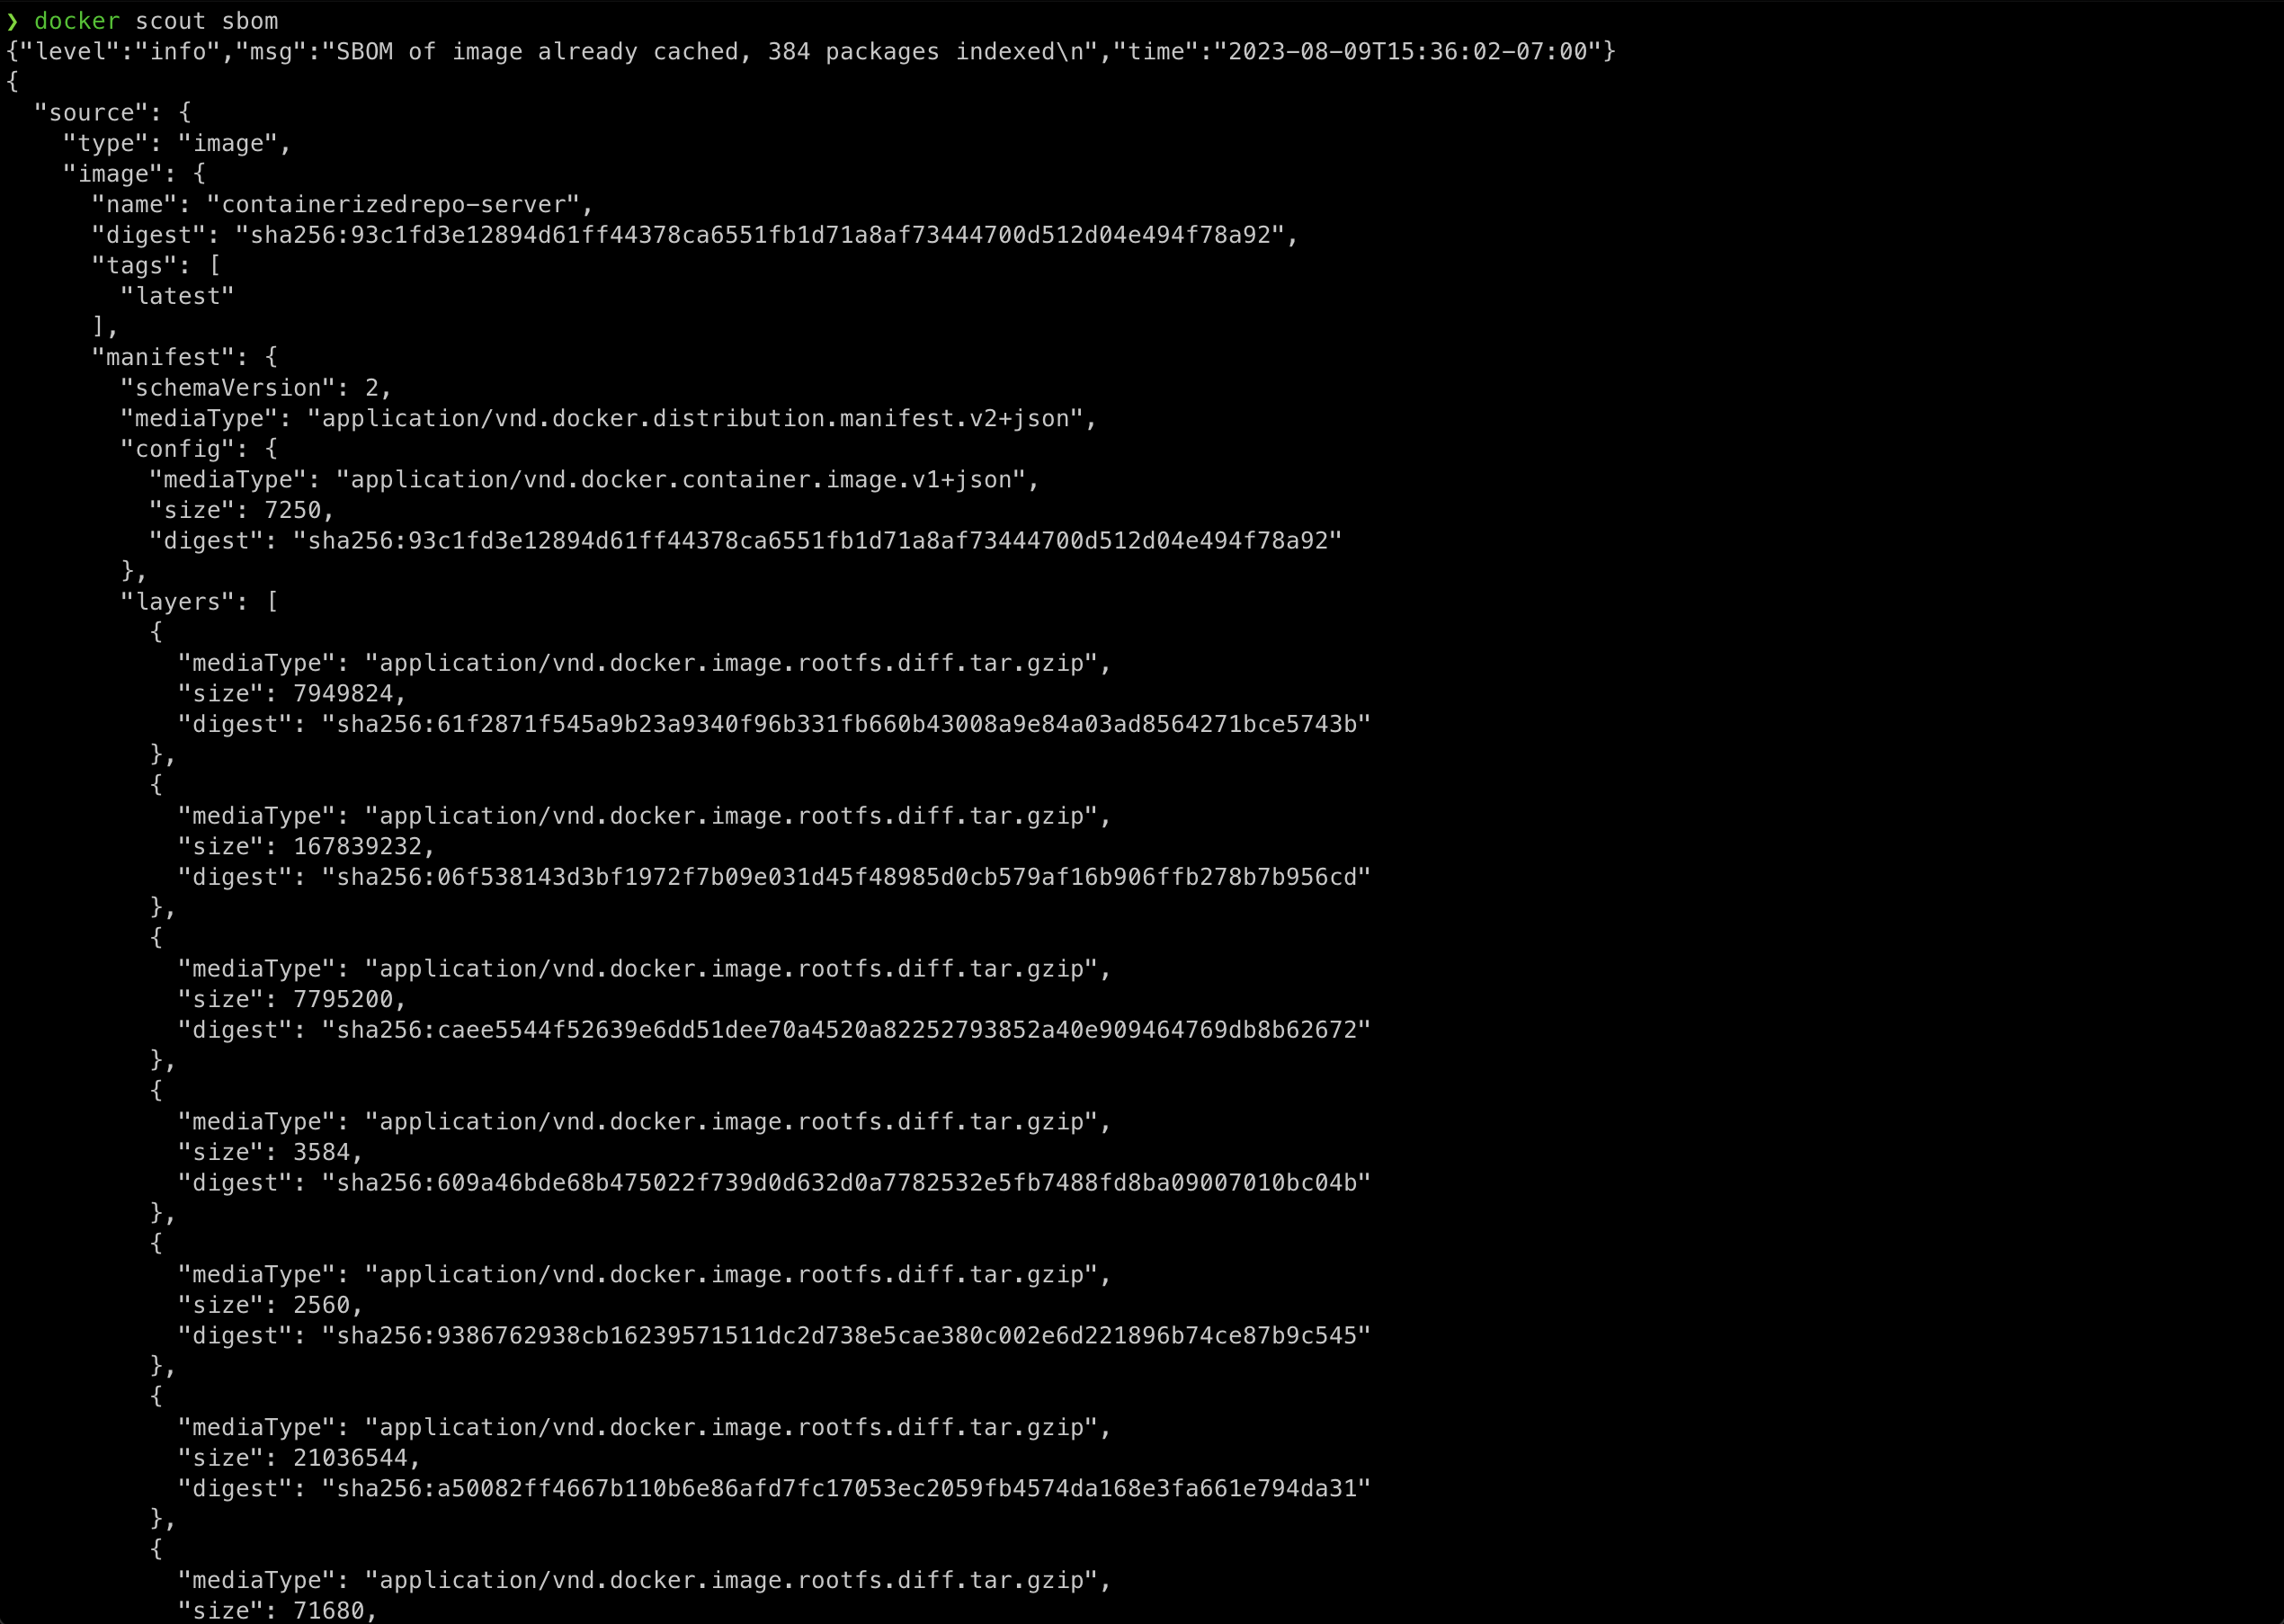 ❯ docker scout sbom
{"level":"info","msg":"SBOM of image already cached, 384 packages indexed\n","time":"2023-08-09T15:36:02-07:00"}
{
  "source": {
    "type": "image",
    "image": {
      "name": "containerizedrepo-server",
      "digest": "sha256:93c1fd3e12894d61ff44378ca6551fb1d71a8af73444700d512d04e494f78a92",
      "tags": [
        "latest"
      ],
      "manifest": {
        "schemaVersion": 2,
        "mediaType": "application/vnd.docker.distribution.manifest.v2+json",
        "config": {
          "mediaType": "application/vnd.docker.container.image.v1+json",
          "size": 7250,
          "digest": "sha256:93c1fd3e12894d61ff44378ca6551fb1d71a8af73444700d512d04e494f78a92"
        },
        "layers": [
          {
            "mediaType": "application/vnd.docker.image.rootfs.diff.tar.gzip",
            "size": 7949824,
            "digest": "sha256:61f2871f545a9b23a9340f96b331fb660b43008a9e84a03ad8564271bce5743b"
          },
          {
            "mediaType": "application/vnd.docker.image.rootfs.diff.tar.gzip",
            "size": 167839232,
            "digest": "sha256:06f538143d3bf1972f7b09e031d45f48985d0cb579af16b906ffb278b7b956cd"
          },
          {
            "mediaType": "application/vnd.docker.image.rootfs.diff.tar.gzip",
            "size": 7795200,
            "digest": "sha256:caee5544f52639e6dd51dee70a4520a82252793852a40e909464769db8b62672"
          },
          {
            "mediaType": "application/vnd.docker.image.rootfs.diff.tar.gzip",
            "size": 3584,
            "digest": "sha256:609a46bde68b475022f739d0d632d0a7782532e5fb7488fd8ba09007010bc04b"
          },
          {
            "mediaType": "application/vnd.docker.image.rootfs.diff.tar.gzip",
            "size": 2560,
            "digest": "sha256:9386762938cb16239571511dc2d738e5cae380c002e6d221896b74ce87b9c545"
          },
          {
            "mediaType": "application/vnd.docker.image.rootfs.diff.tar.gzip",
            "size": 21036544,
            "digest": "sha256:a50082ff4667b110b6e86afd7fc17053ec2059fb4574da168e3fa661e794da31"
          },
          {
            "mediaType": "application/vnd.docker.image.rootfs.diff.tar.gzip",
            "size": 71680,